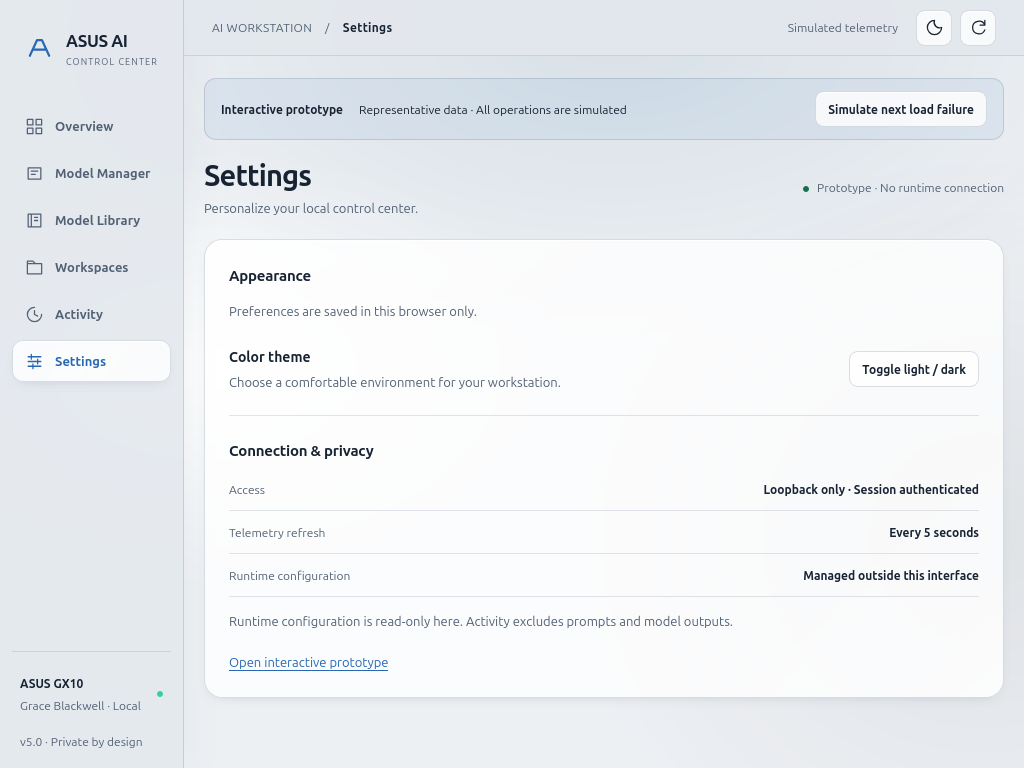 ASUS AI
CONTROL CENTER
Overview
Model Manager
Model Library
Workspaces
Activity
Settings
ASUS GX10
Grace Blackwell · Local
v5.0 · Private by design
AI WORKSTATION / Settings
Simulated telemetry
Interactive prototype Representative data · All operations are simulated
Simulate next load failure
Settings
Personalize your local control center.
Prototype · No runtime connection
Appearance
Preferences are saved in this browser only.
Color theme
Choose a comfortable environment for your workstation.
Toggle light / dark
Connection & privacy
Access Loopback only · Session authenticated
Telemetry refresh Every 5 seconds
Runtime configuration Managed outside this interface
Runtime configuration is read-only here. Activity excludes prompts and model outputs.
Open interactive prototype